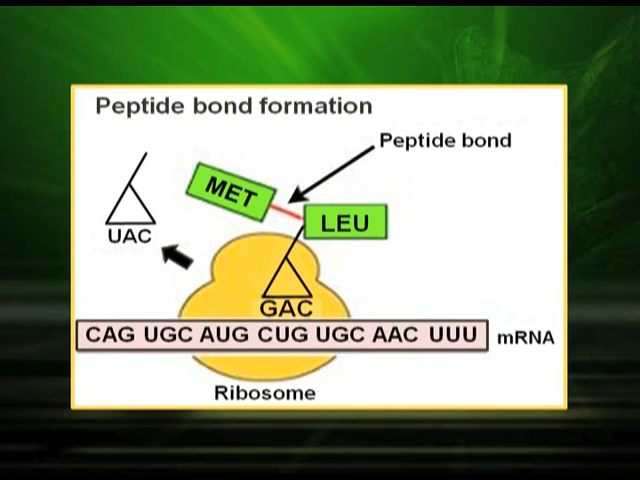 Peptide bond formation
Peptide bond
MET
LEU
UAC
GAC
CAG UGC AUG CUG UGC AAC UUU
mRNA
Ribosome